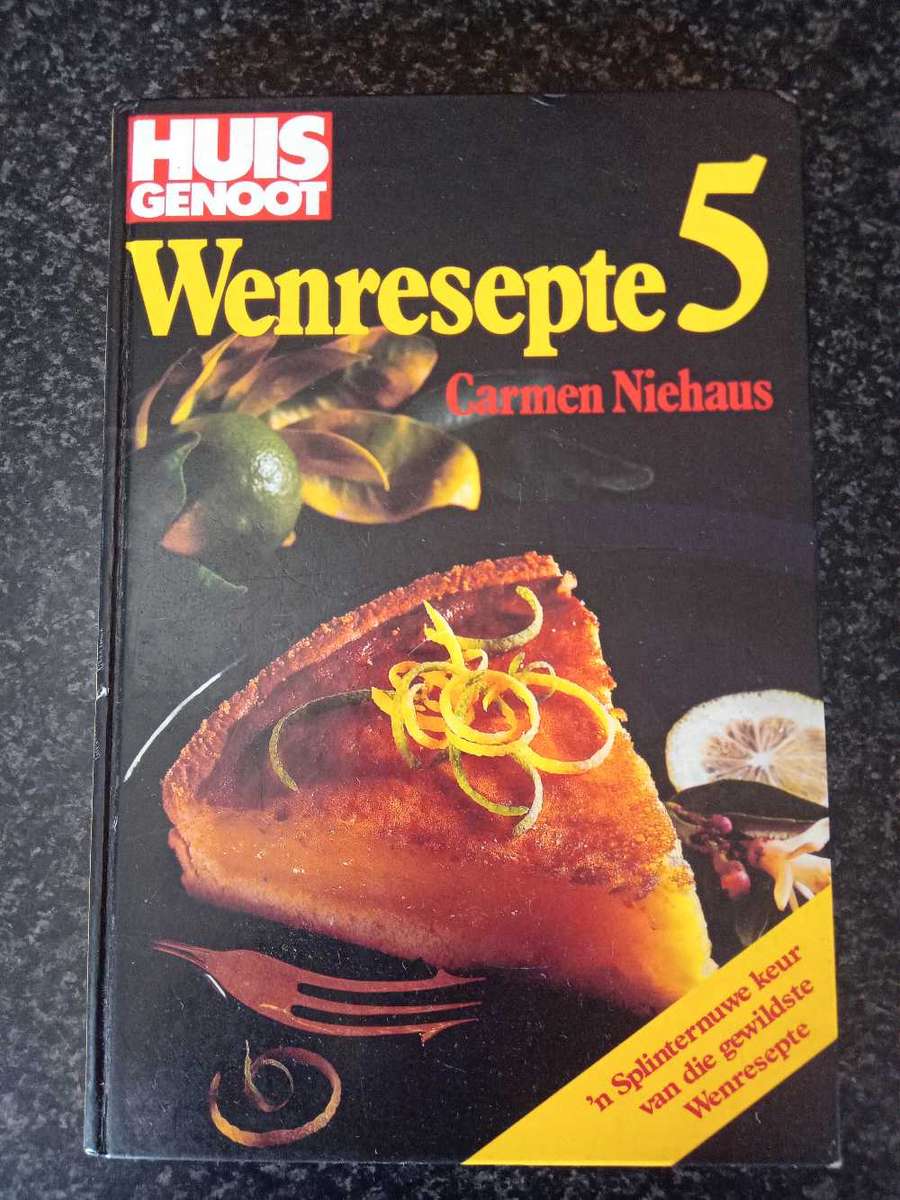 HUIS
GENOOT
Wenresepte 5
Carmen Niehaus
'n Splinternuwe keur
van die gewildste
Wenresepte